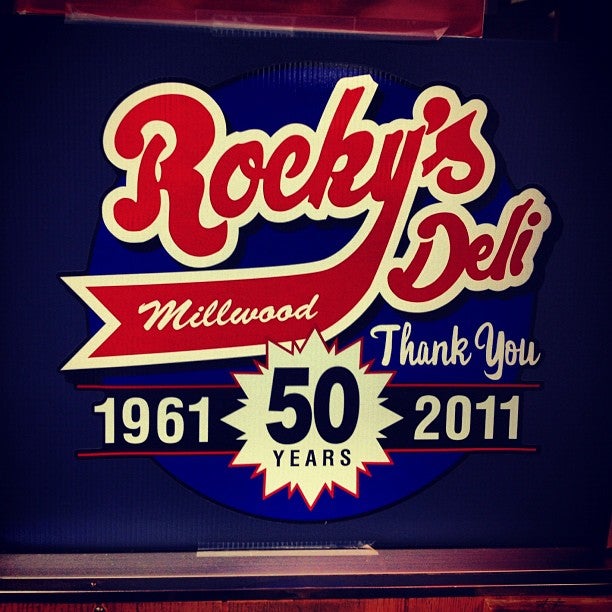 Rocky's
Deli
Millwood
Thank You
1961 50 2011
YEARS